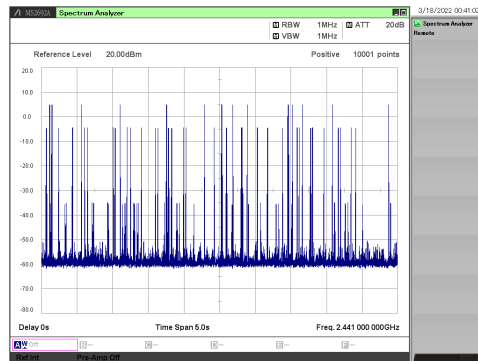 MS2692A Spectrum Analyzer
3/18/2022 00:41:03
RBW 1MHz ATT 20dB
VBW 1MHz
Spectrum Analyzer
Remote
Reference Level 20.00dBm Positive 10001 points
20.0
10.0
0.0
-10.0
-20.0
-30.0
-40.0
-50.0
-60.0
-70.0
-80.0
Delay 0s Time Span 5.0s Freq. 2.441 000 000GHz
Off
Ref.Int Pre-Amp Off